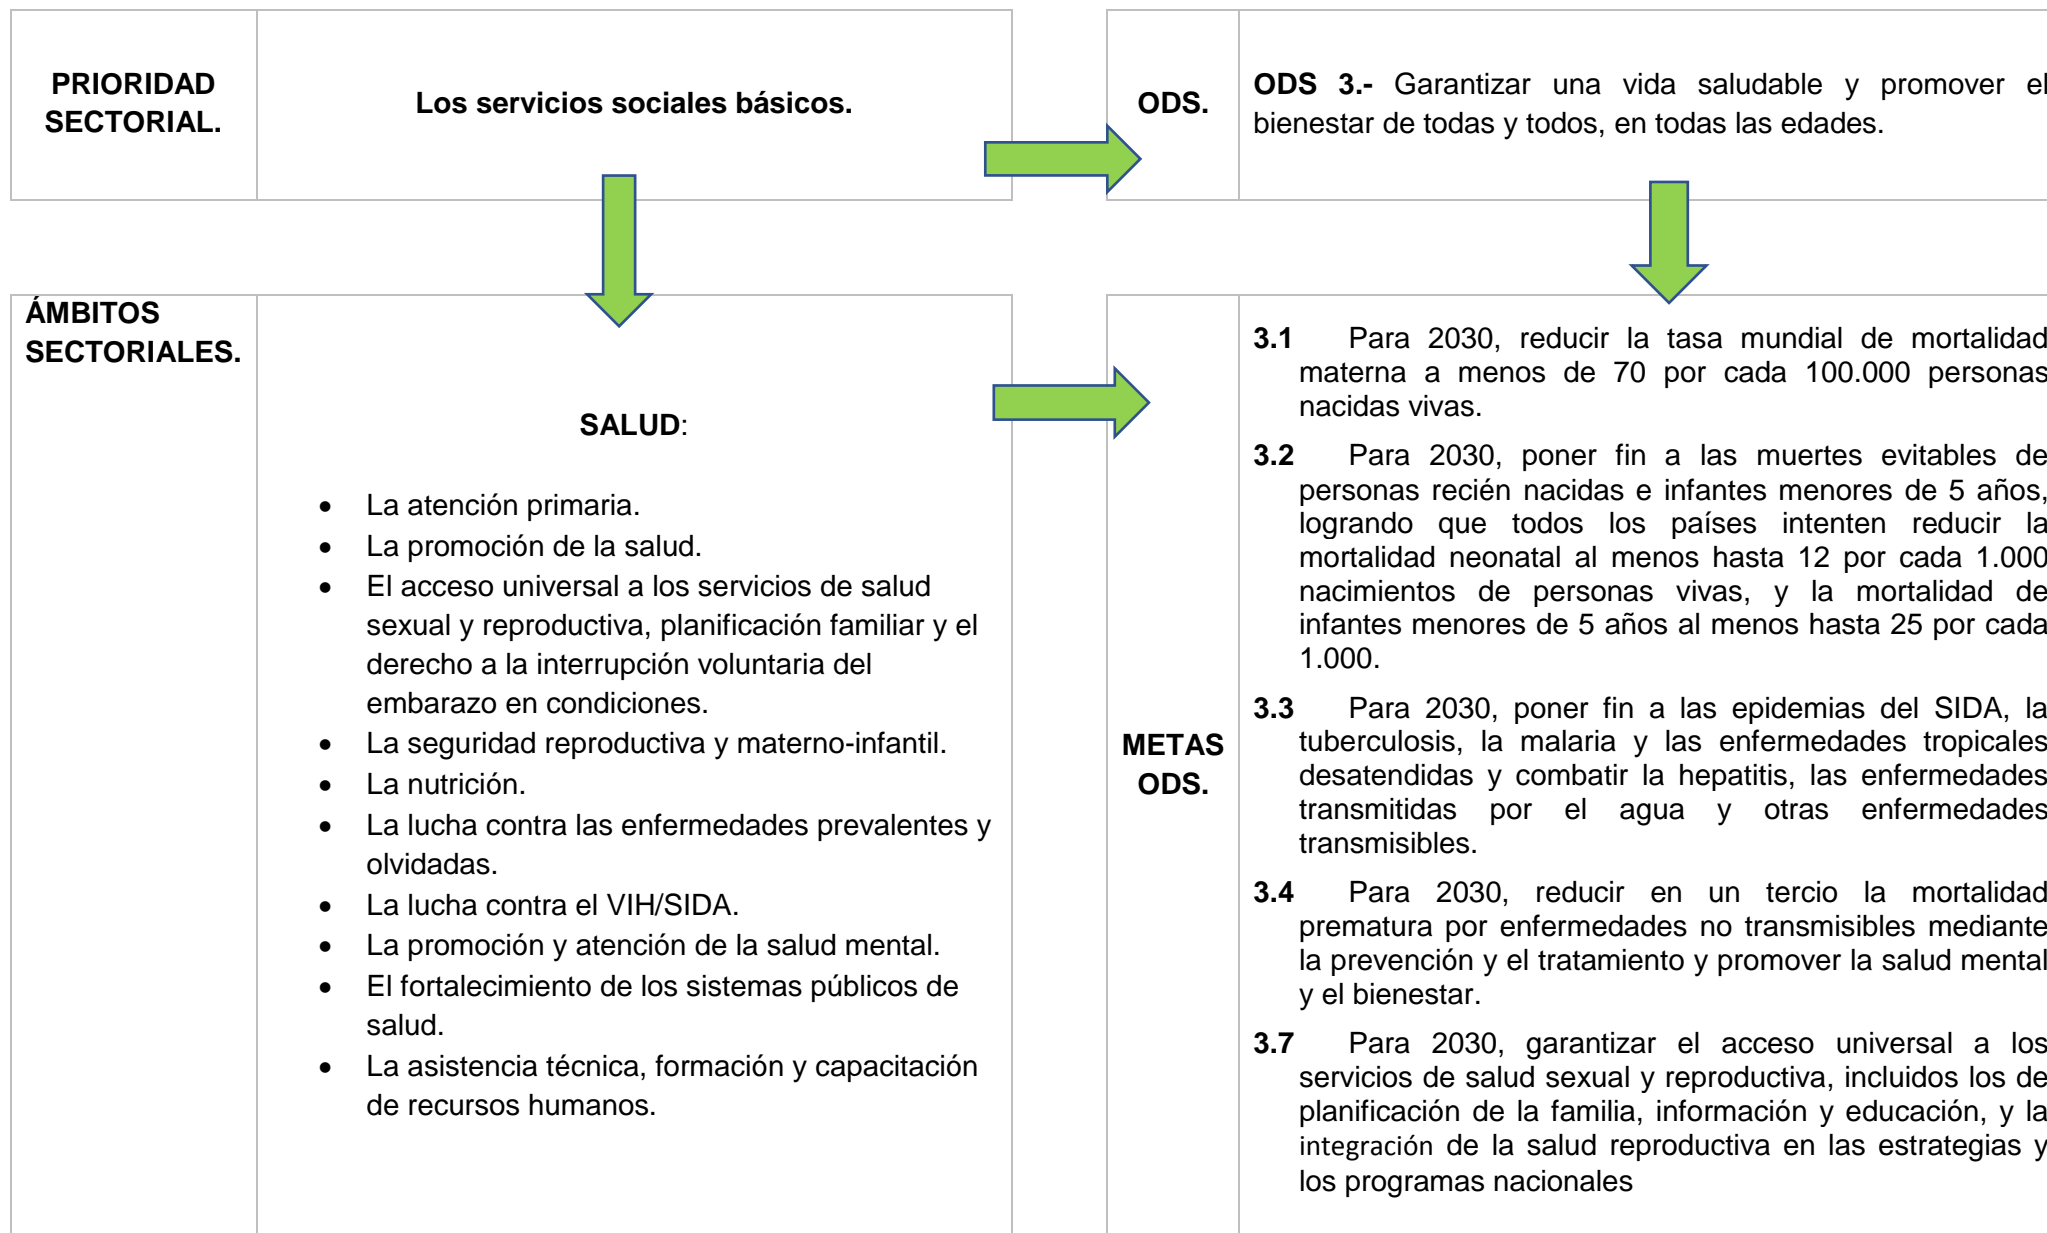 PRIORIDAD
SECTORIAL.
Los servicios sociales básicos.
ODS.
ODS 3.- Garantizar una vida saludable y promover el
bienestar de todas y todos, en todas las edades.
ÁMBITOS
SECTORIALES.
SALUD:
• La atención primaria.
• La promoción de la salud.
• El acceso universal a los servicios de salud
sexual y reproductiva, planificación familiar y el
derecho a la interrupción voluntaria del
embarazo en condiciones.
• La seguridad reproductiva y materno-infantil.
• La nutrición.
• La lucha contra las enfermedades prevalentes y
olvidadas.
• La lucha contra el VIH/SIDA.
• La promoción y atención de la salud mental.
• El fortalecimiento de los sistemas públicos de
salud.
• La asistencia técnica, formación y capacitación
de recursos humanos.
METAS
ODS.
3.1 Para 2030, reducir la tasa mundial de mortalidad
materna a menos de 70 por cada 100.000 personas
nacidas vivas.
3.2 Para 2030, poner fin a las muertes evitables de
personas recién nacidas e infantes menores de 5 años,
logrando que todos los países intenten reducir la
mortalidad neonatal al menos hasta 12 por cada 1.000
nacimientos de personas vivas, y la mortalidad de
infantes menores de 5 años al menos hasta 25 por cada
1.000.
3.3 Para 2030, poner fin a las epidemias del SIDA, la
tuberculosis, la malaria y las enfermedades tropicales
desatendidas y combatir la hepatitis, las enfermedades
transmitidas por el agua y otras enfermedades
transmisibles.
3.4 Para 2030, reducir en un tercio la mortalidad
prematura por enfermedades no transmisibles mediante
la prevención y el tratamiento y promover la salud mental
y el bienestar.
3.7 Para 2030, garantizar el acceso universal a los
servicios de salud sexual y reproductiva, incluidos los de
planificación de la familia, información y educación, y la
integración de la salud reproductiva en las estrategias y
los programas nacionales